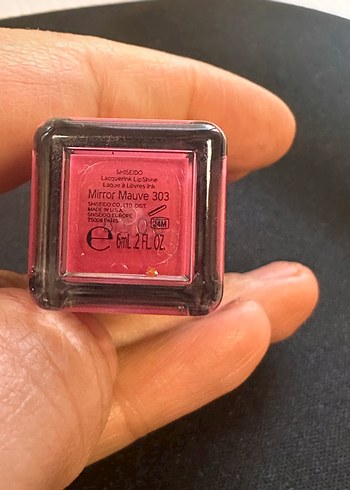 SHISEIDO
LacquerInk LipShine
Laque à Lèvres Ink
Mirror Mauve 303
SHISEIDO CO., LTD. DIST.
MADE IN U.S.A.
SHISEIDO EUROPE
75008 PARIS
24M
e 6mL .2 FL. OZ.